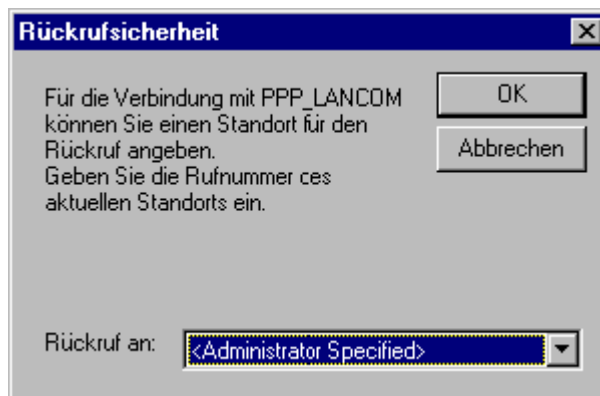 Rückrufsicherheit
Für die Verbindung mit PPP_LANCOM
können Sie einen Standort für den
Rückruf angeben.
Geben Sie die Rufnummer ces
aktuellen Standorts ein.
OK
Abbrechen
Rückruf an:
<Administrator Specified>